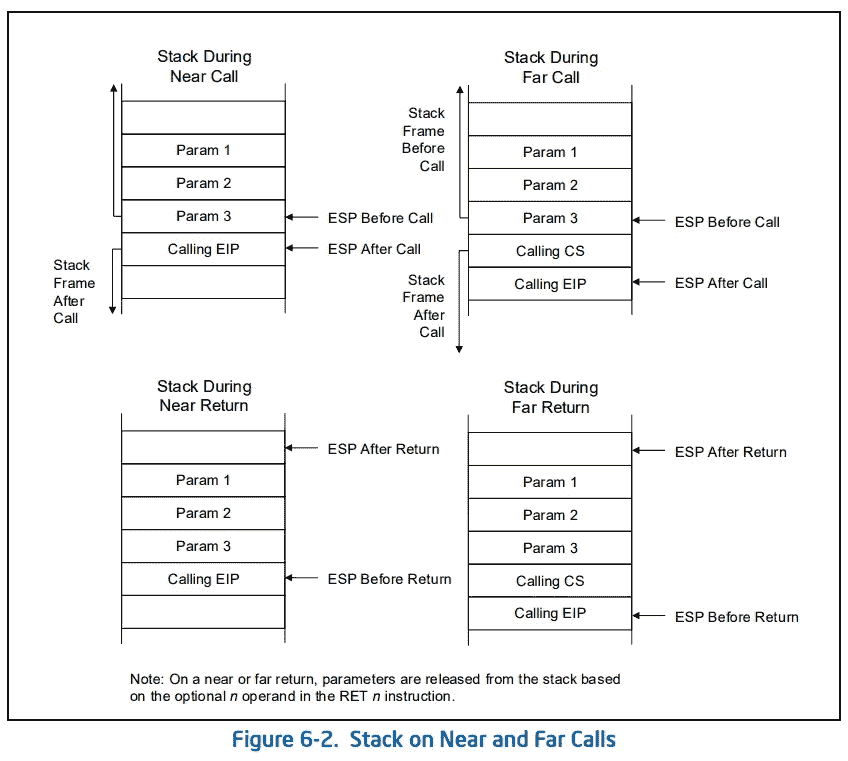 Stack During
Near Call
Param 1
Param 2
Param 3
ESP Before Call
Calling EIP
ESP After Call
Stack
Frame
After
Call
Stack During
Far Call
Stack
Frame
Before
Call
Param 1
Param 2
Param 3
ESP Before Call
Calling CS
Calling EIP
ESP After Call
Stack
Frame
After
Call
Stack During
Near Return
ESP After Return
Param 1
Param 2
Param 3
Calling EIP
ESP Before Return
Stack During
Far Return
ESP After Return
Param 1
Param 2
Param 3
Calling CS
Calling EIP
ESP Before Return
Note: On a near or far return, parameters are released from the stack based
on the optional n operand in the RET n instruction.
Figure 6-2. Stack on Near and Far Calls